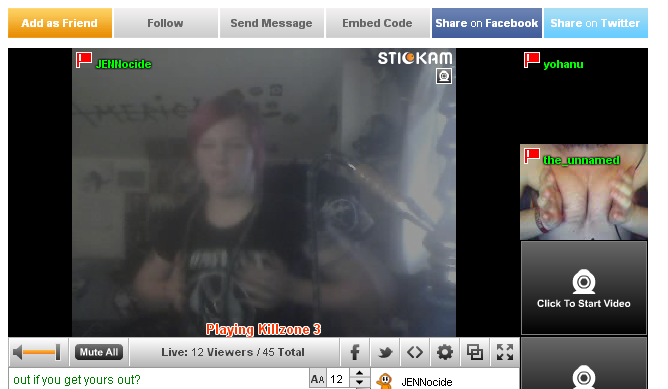 Add as Friend
Follow
Send Message
Embed Code
Share on Facebook
Share on Twitter
JENNocide
STICKAM
yohanu
the_unnamed
Click To Start Video
Playing Killzone 3
Mute All
Live: 12 Viewers / 45 Total
out if you get yours out?
AA 12
JENNocide